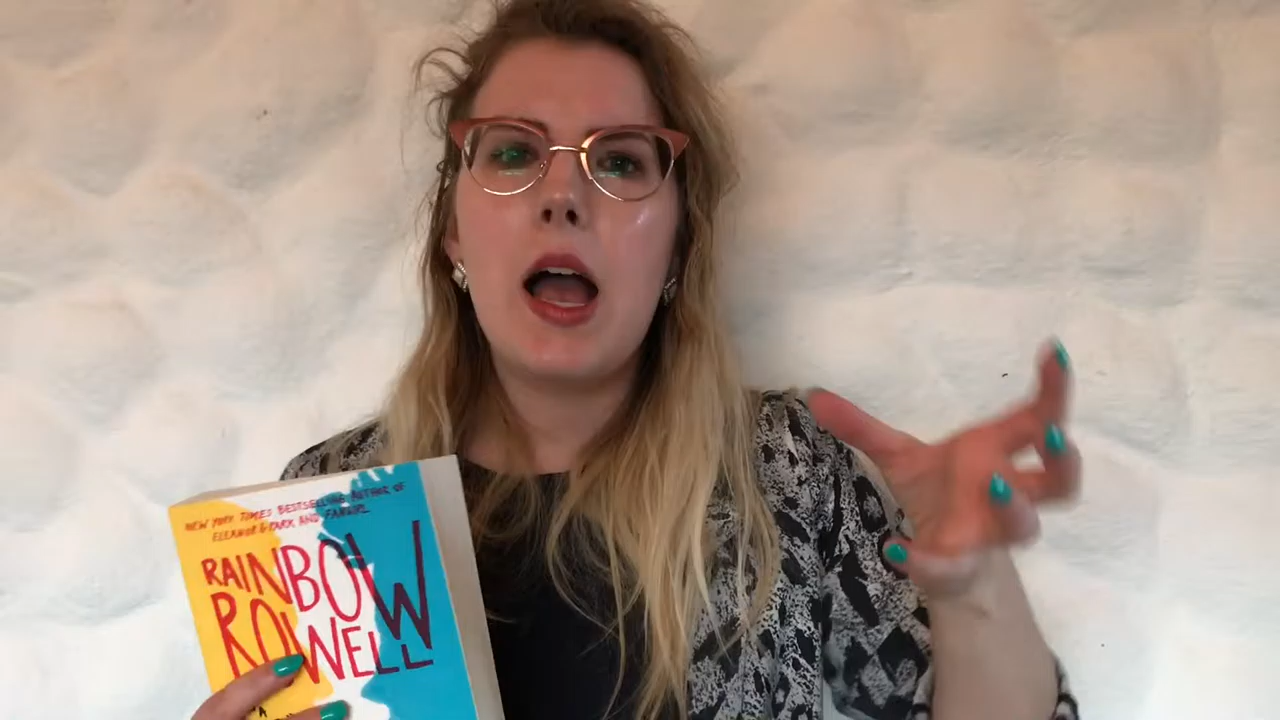 NEW YORK TIMES BESTSELLING AUTHOR OF
ELEANOR & PARK AND FANGIRL
RAINBOW
ROWELL
A